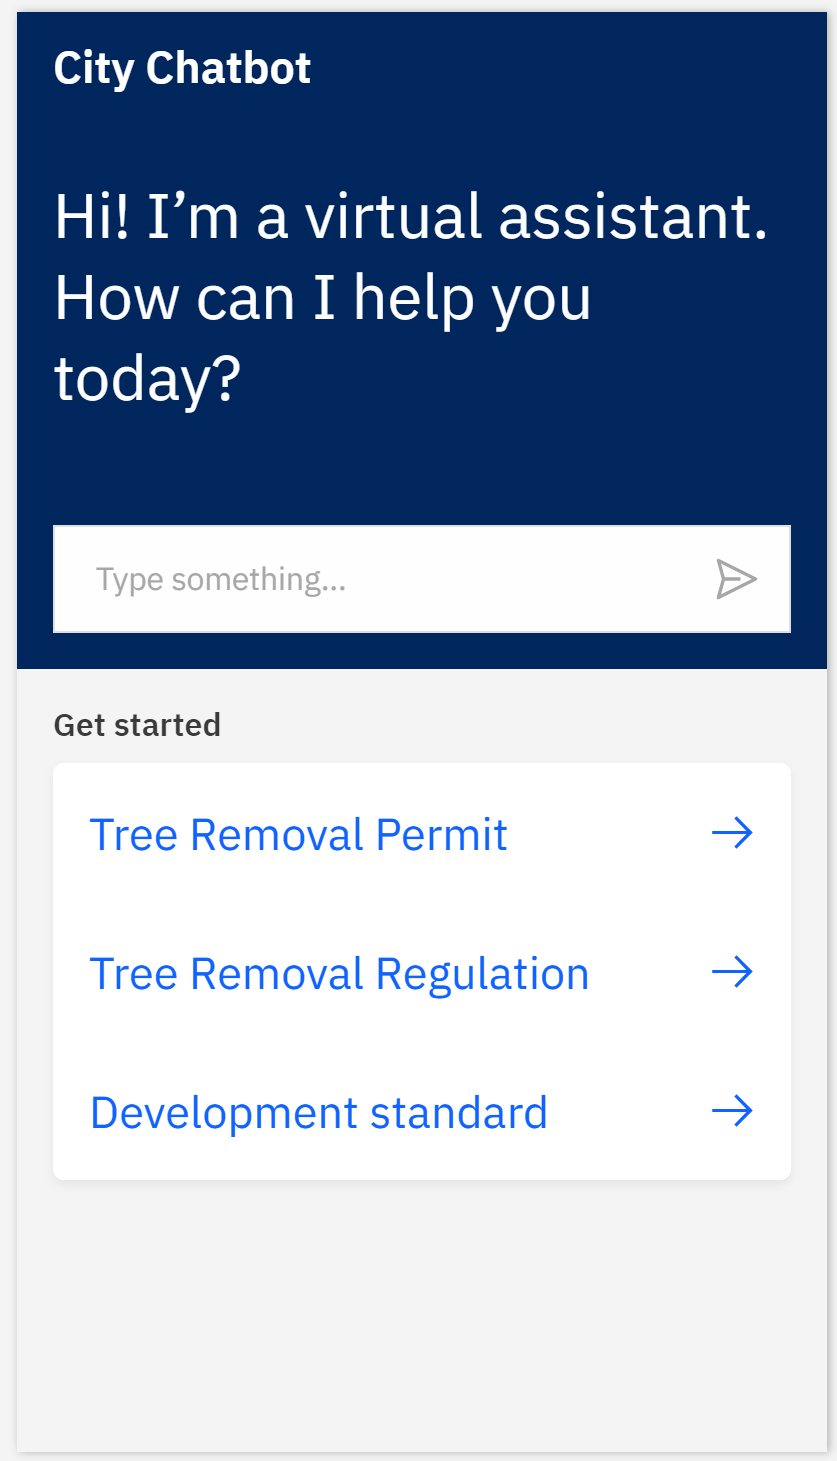 City Chatbot
Hi! I’m a virtual assistant.
How can I help you
today?
Type something...
Get started
Tree Removal Permit
Tree Removal Regulation
Development standard